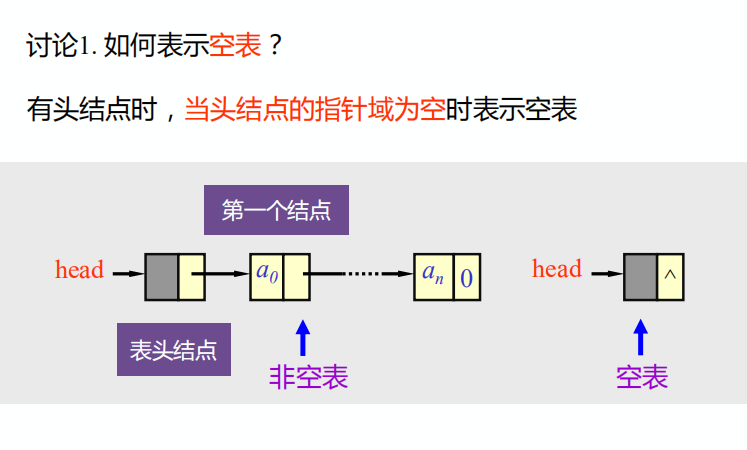 讨论1. 如何表示空表？
有头结点时，当头结点的指针域为空时表示空表
第一个结点
head a0 an 0 head ^
表头结点
非空表 空表